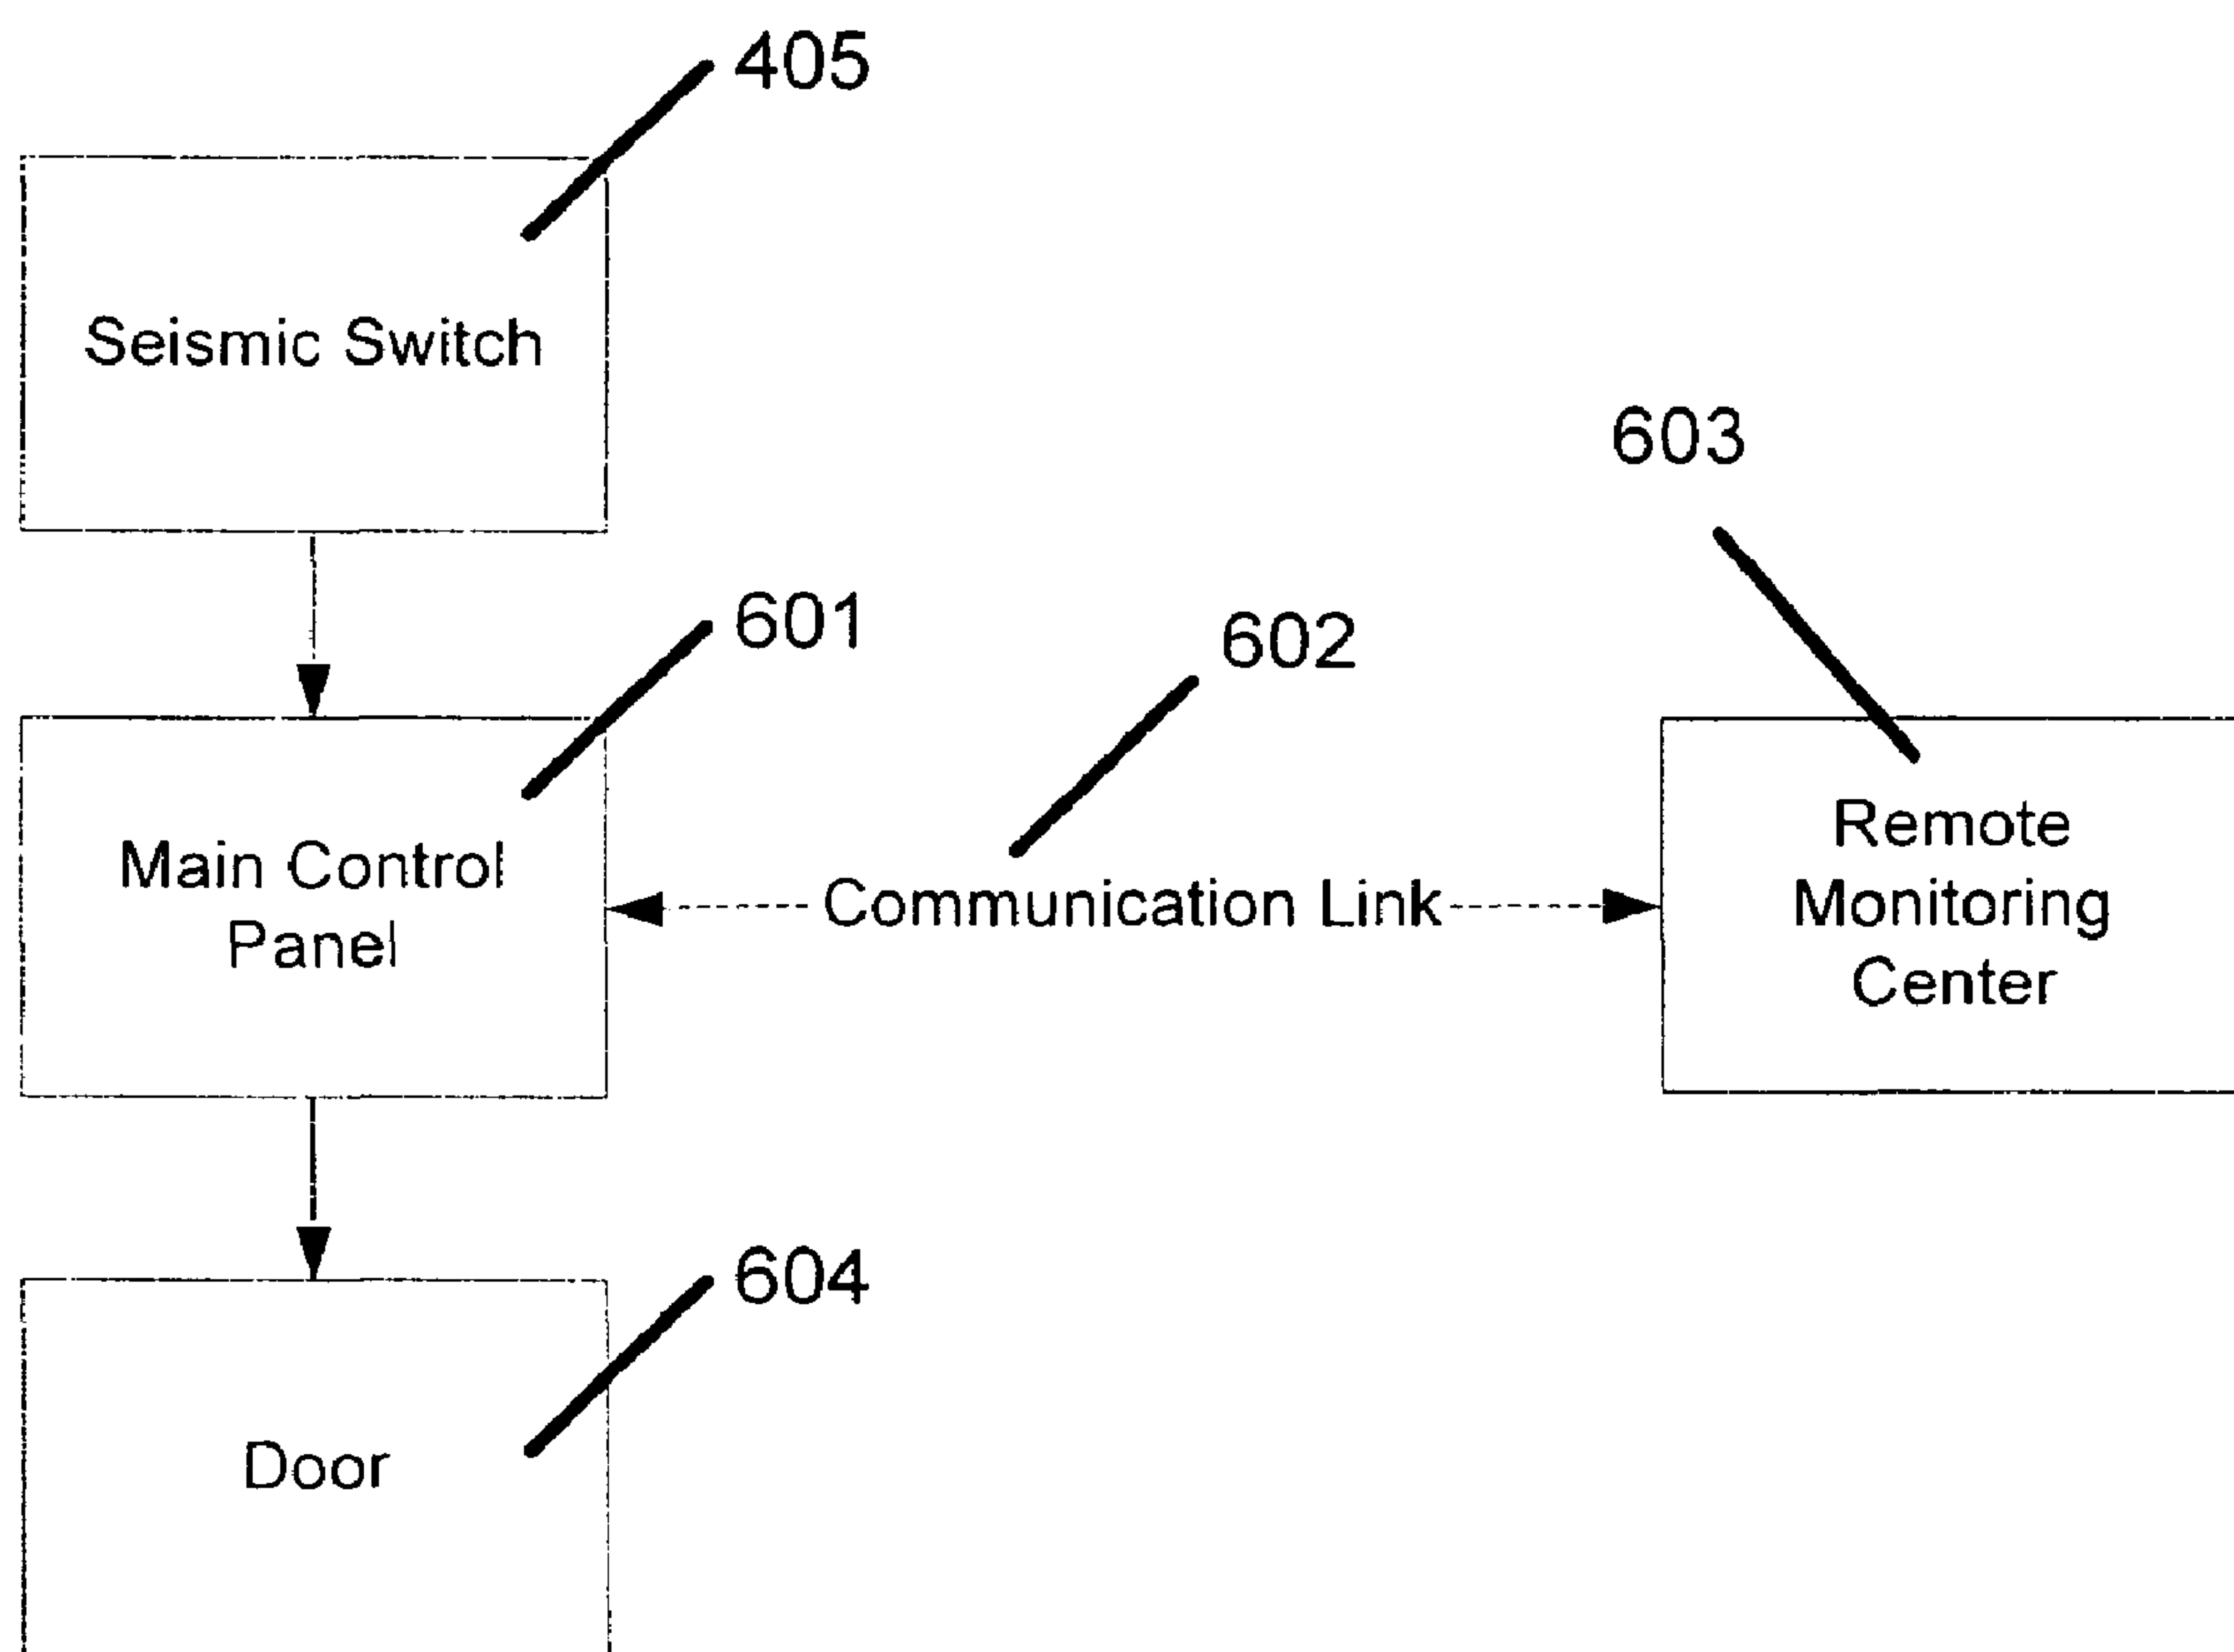 405
Seismic Switch
603
601
602
Main Control
Panel
Communication Link
Remote
Monitoring
Center
604
Door